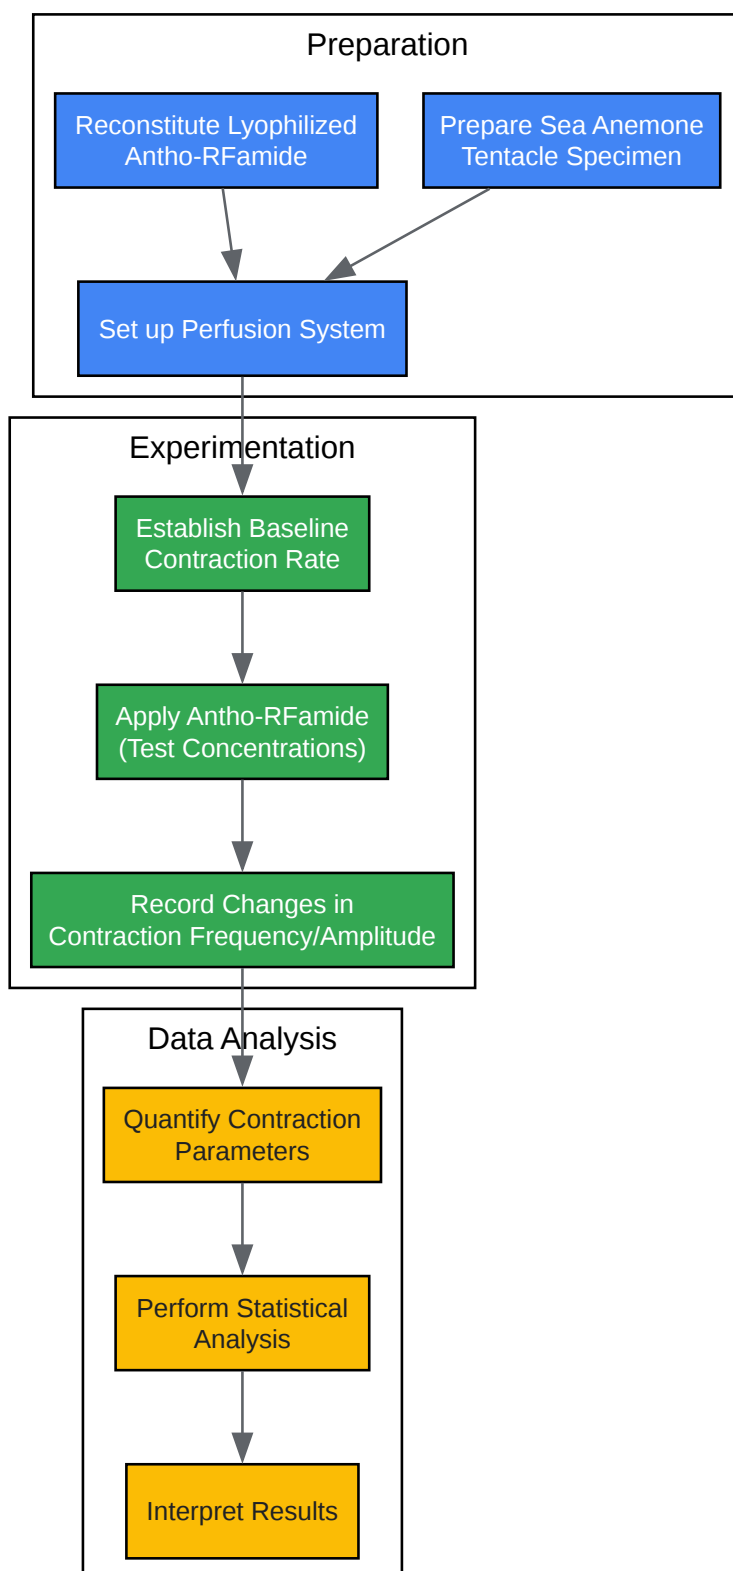 Preparation
Reconstitute Lyophilized
Antho-RFamide
Prepare Sea Anemone
Tentacle Specimen
Set up Perfusion System
Experimentation
Establish Baseline
Contraction Rate
Apply Antho-RFamide
(Test Concentrations)
Record Changes in
Contraction Frequency/Amplitude
Data Analysis
Quantify Contraction
Parameters
Perform Statistical
Analysis
Interpret Results